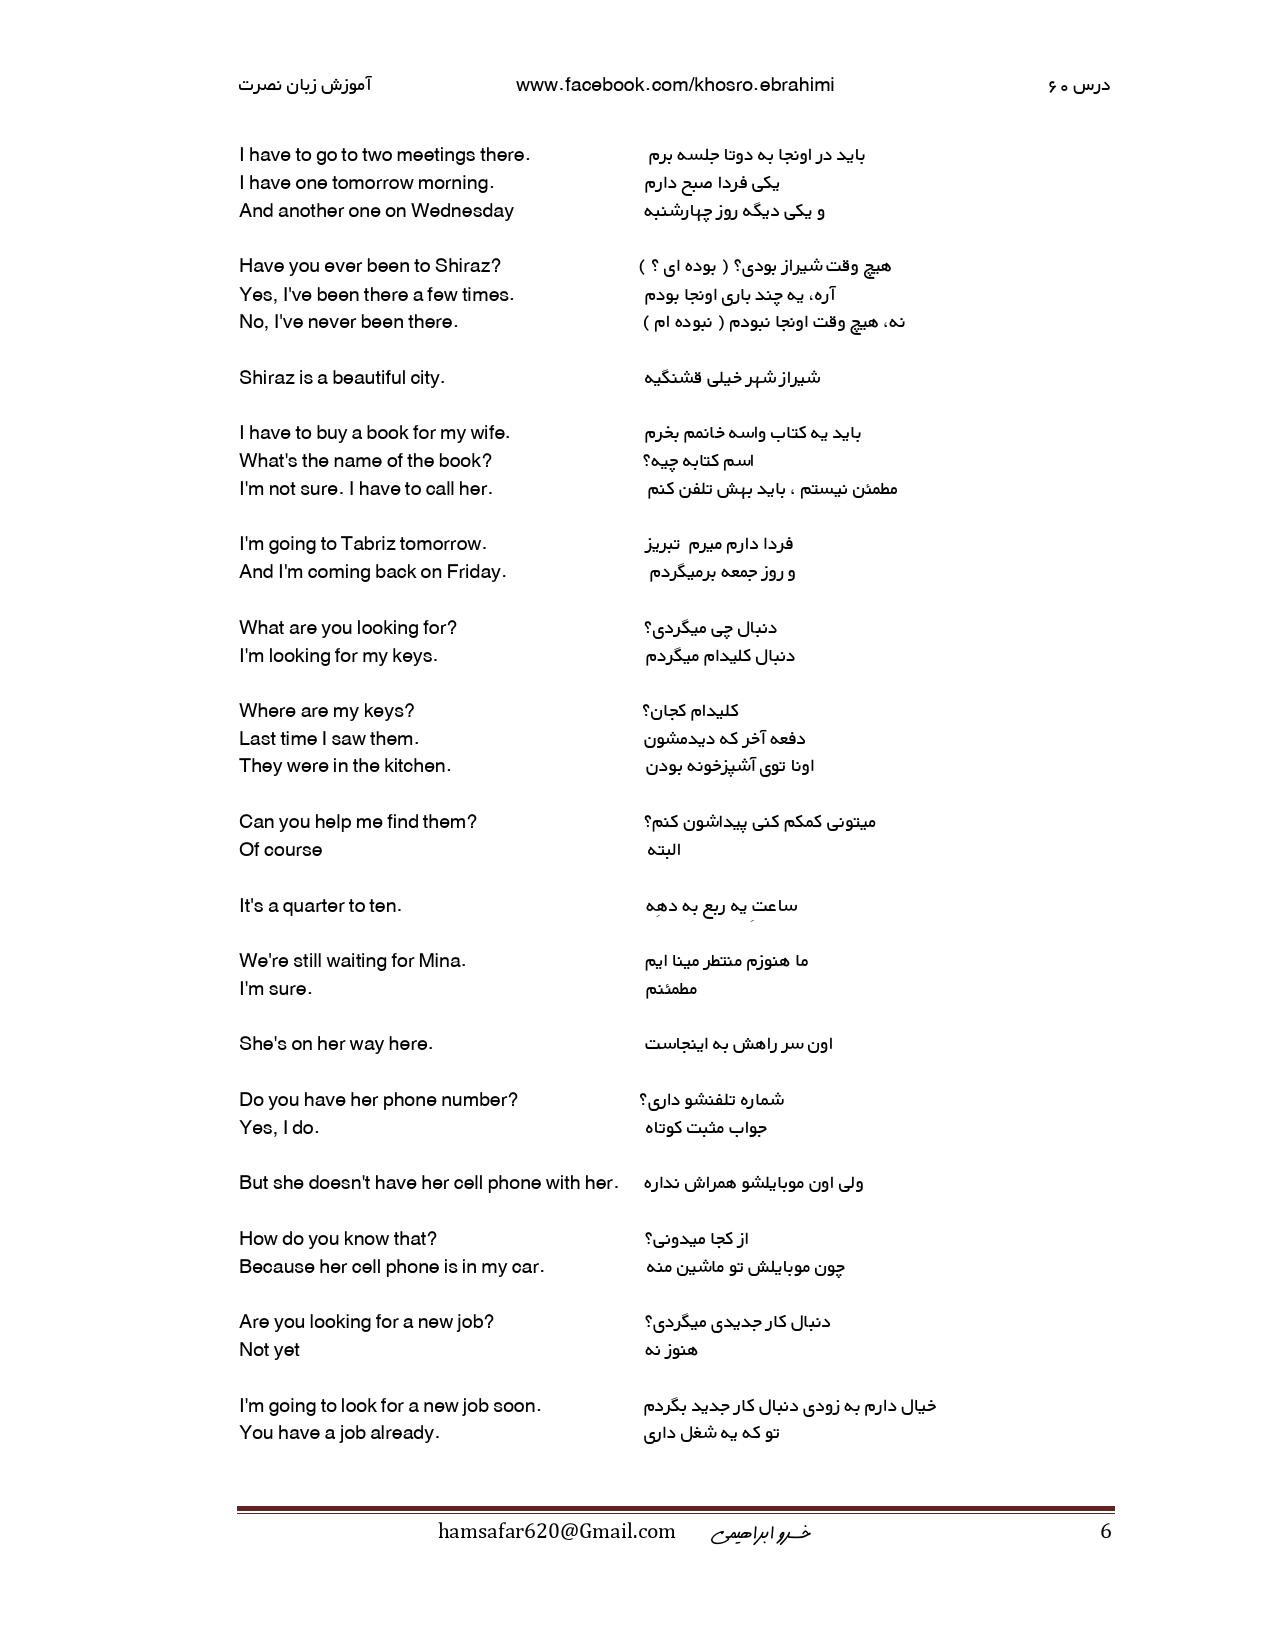 آموزش زبان نصرت www.facebook.com/khosro.ebrahimi درس ۶۰
I have to go to two meetings there. باید در اونجا به دوتا جلسه برم
I have one tomorrow morning. یکی فردا صبح دارم
And another one on Wednesday و یکی دیگه روز چهارشنبه
Have you ever been to Shiraz? هیچ وقت شیراز بودی؟ ( بوده ای ؟ )
Yes, I've been there a few times. آره، یه چند باری اونجا بودم
No, I've never been there. نه، هیچ وقت اونجا نبودم ( نبوده ام )
Shiraz is a beautiful city. شیراز شهر خیلی قشنگیه
I have to buy a book for my wife. باید یه کتاب واسه خانمم بخرم
What's the name of the book? اسم کتابه چیه؟
I'm not sure. I have to call her. مطمئن نیستم ، باید بهش تلفن کنم
I'm going to Tabriz tomorrow. فردا دارم میرم تبریز
And I'm coming back on Friday. و روز جمعه برمیگردم
What are you looking for? دنبال چی میگردی؟
I'm looking for my keys. دنبال کلیدام میگردم
Where are my keys? کلیدام کجان؟
Last time I saw them. دفعه آخر که دیدمشون
They were in the kitchen. اونا توی آشپزخونه بودن
Can you help me find them? میتونی کمکم کنی پیداشون کنم؟
Of course البته
It's a quarter to ten. ساعتِ یه ربع به دهِه
We're still waiting for Mina. ما هنوزم منتطر مینا ایم
I'm sure. مطمئنم
She's on her way here. اون سر راهش به اینجاست
Do you have her phone number? شماره تلفنشو داری؟
Yes, I do. جواب مثبت کوتاه
But she doesn't have her cell phone with her. ولی اون موبایلشو همراش نداره
How do you know that? از کجا میدونی؟
Because her cell phone is in my car. چون موبایلش تو ماشین منه
Are you looking for a new job? دنبال کار جدیدی میگردی؟
Not yet هنوز نه
I'm going to look for a new job soon. خیال دارم به زودی دنبال کار جدید بگردم
You have a job already. تو که یه شغل داری
hamsafar620@Gmail.com خسرو ابراهیمی 6